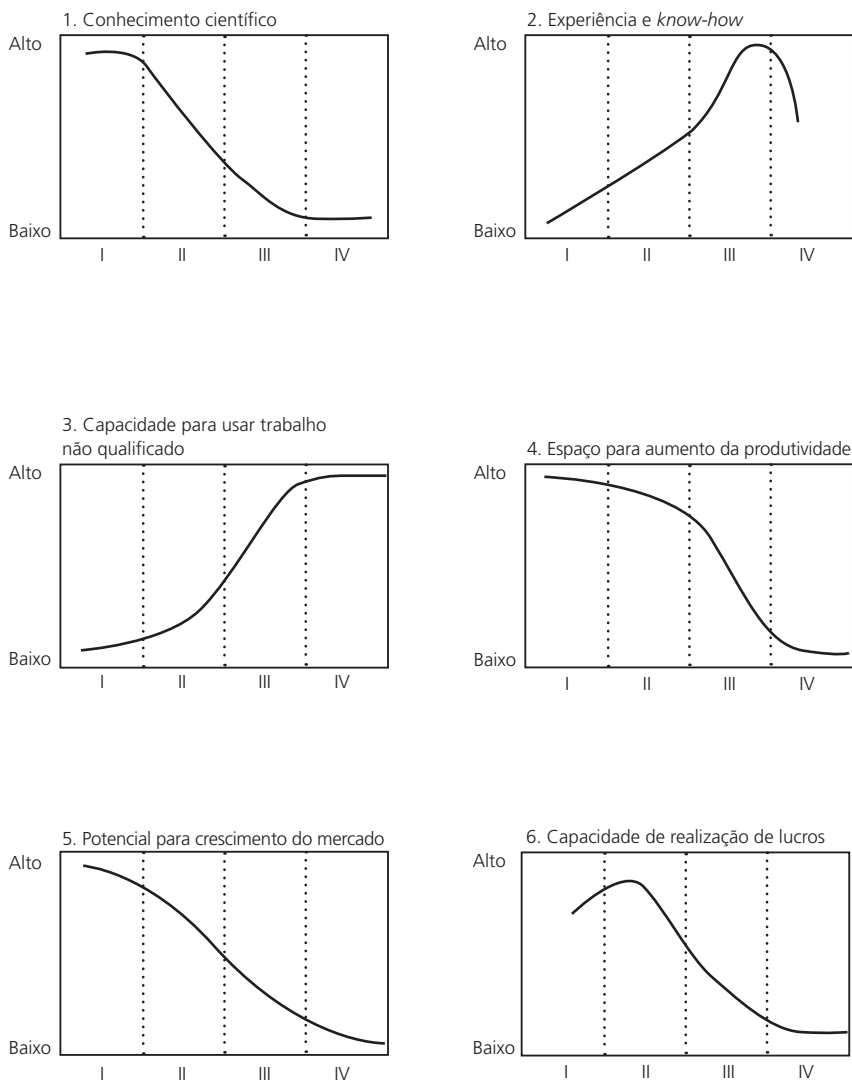 1. Conhecimento científico
Alto
Baixo
I II III IV
2. Experiência e know-how
Alto
Baixo
I II III IV
3. Capacidade para usar trabalho
não qualificado
Alto
Baixo
I II III IV
4. Espaço para aumento da produtividade
Alto
Baixo
I II III IV
5. Potencial para crescimento do mercado
Alto
Baixo
I II III IV
6. Capacidade de realização de lucros
Alto
Baixo
I II III IV